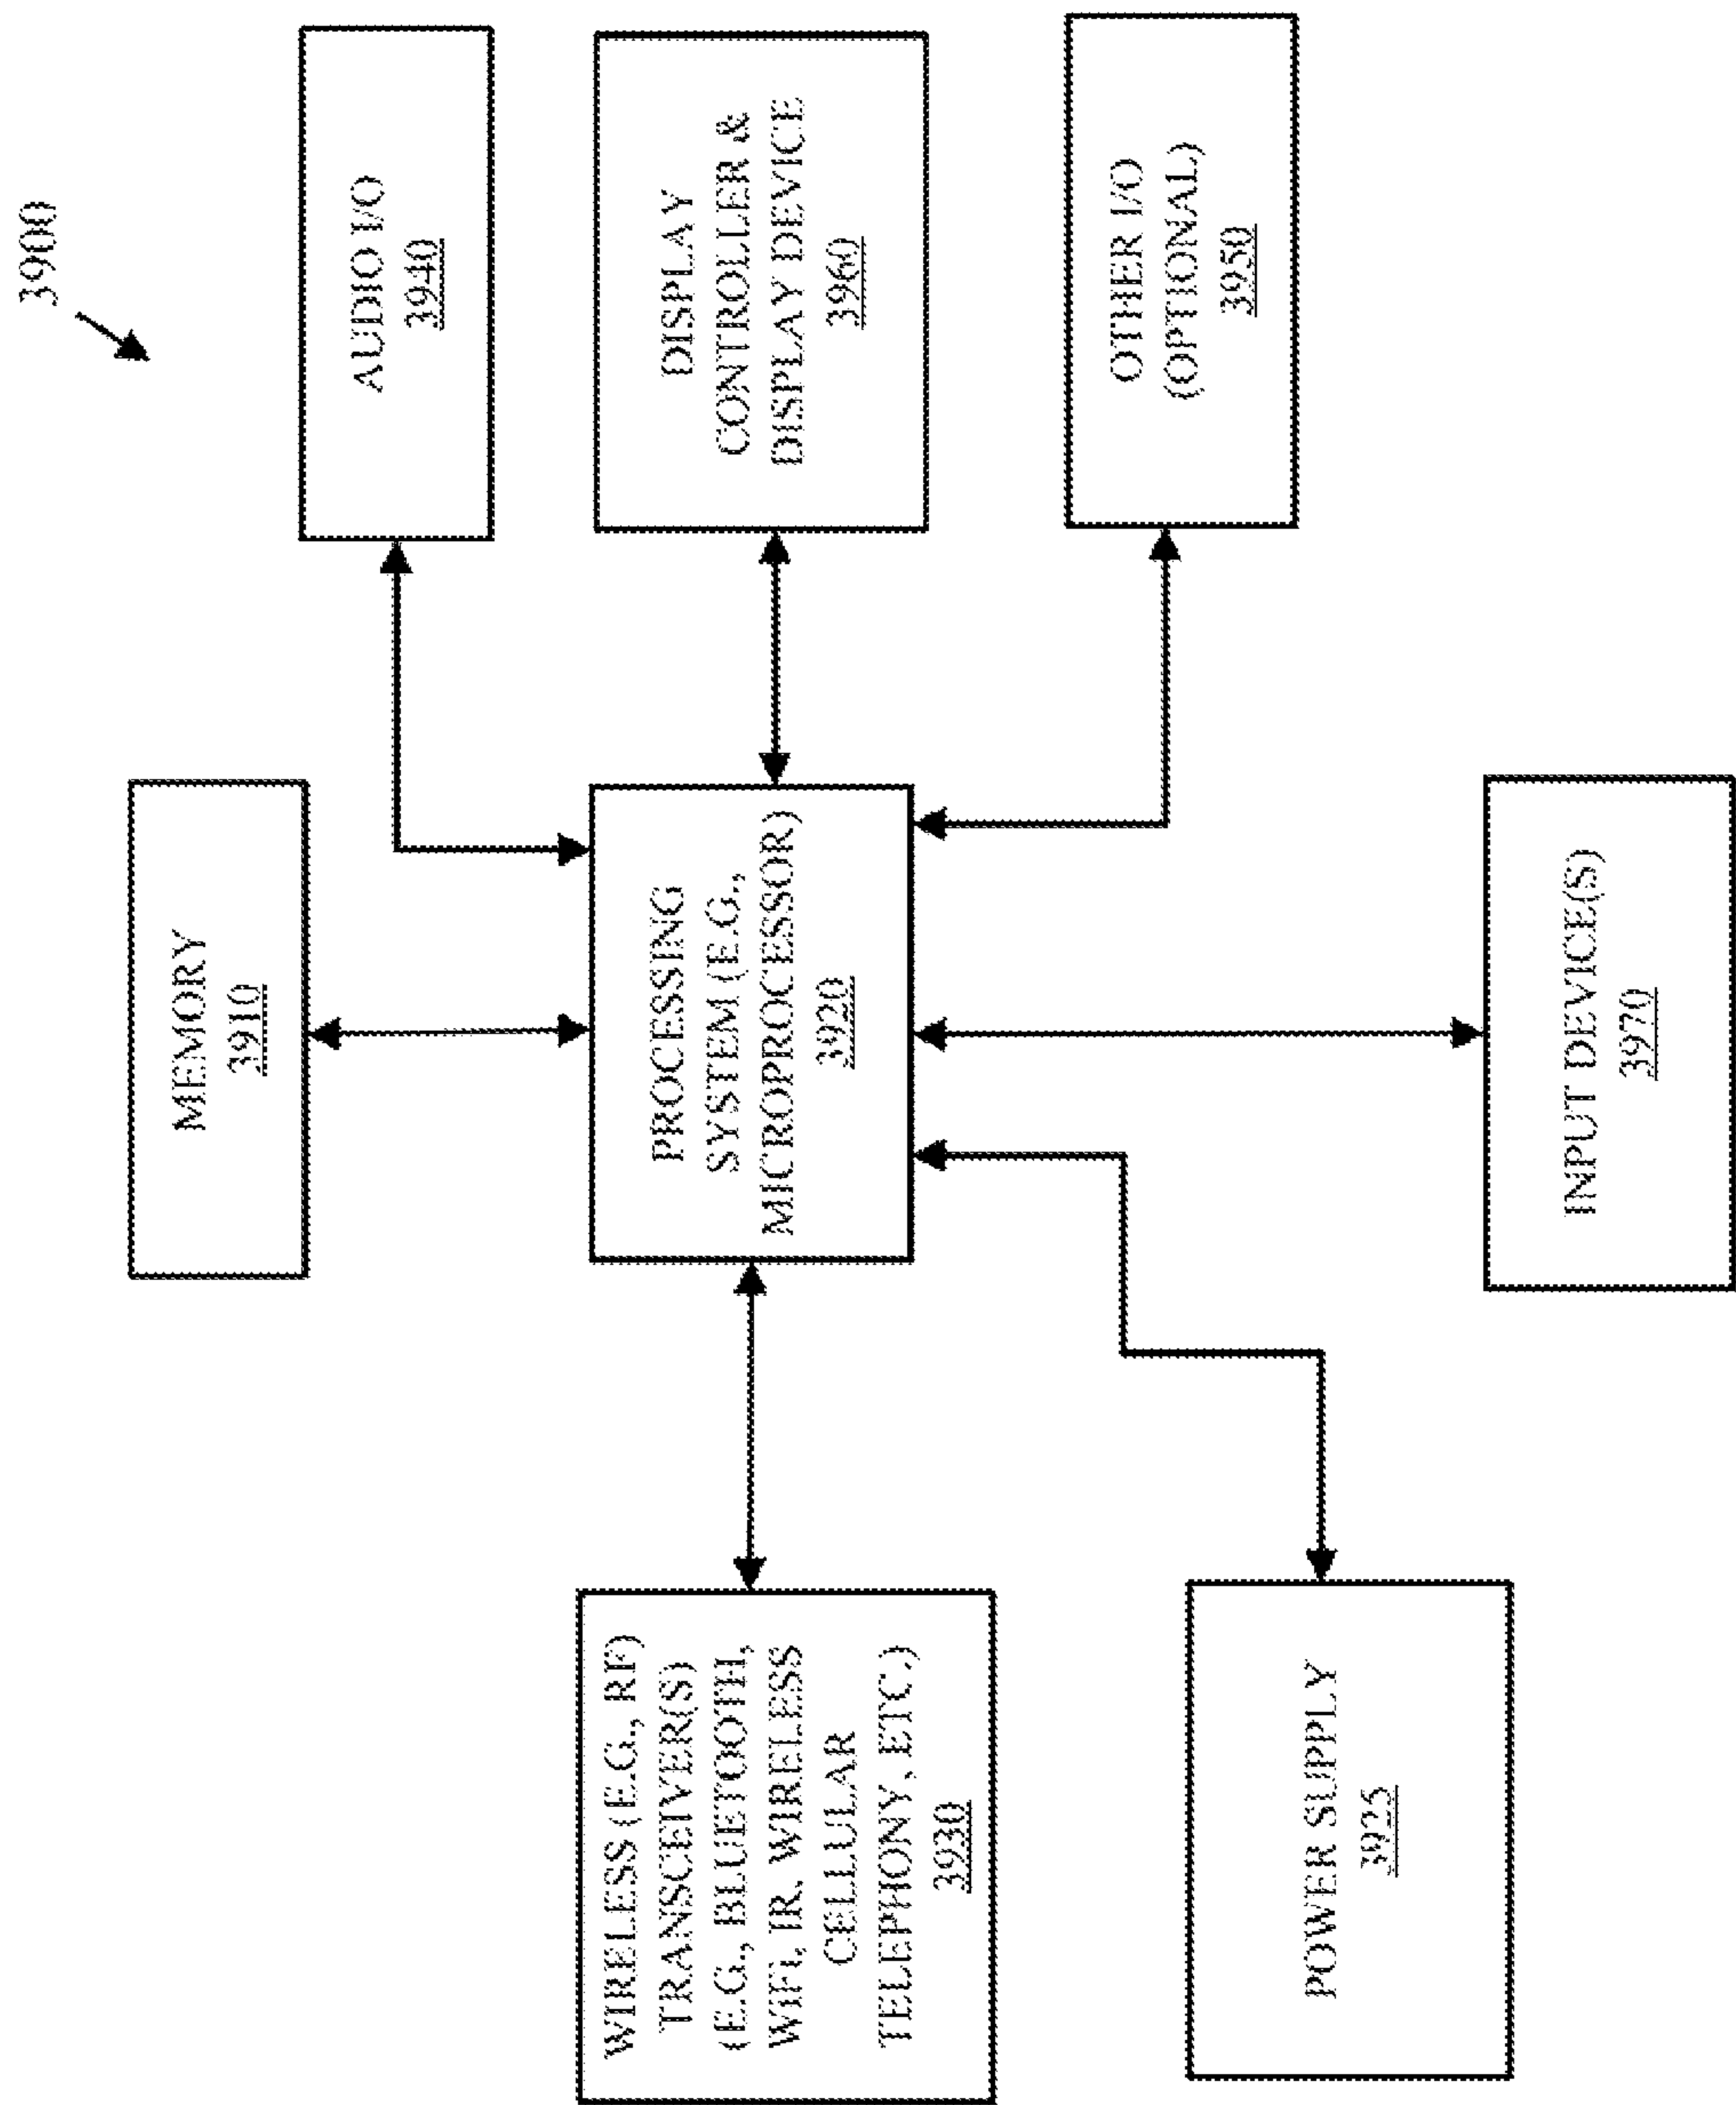 3900
MEMORY
3910
AUDIO I/O
3940
WIRELESS (E.G., RF)
TRANSCEIVER(S)
(E.G., BLUETOOTH,
WIFI, IR, WIRELESS
CELLULAR
TELEPHONY, ETC.)
3930
PROCESSING
SYSTEM (E.G.,
MICROPROCESSOR)
3920
DISPLAY
CONTROLLER &
DISPLAY DEVICE
3960
OTHER I/O
(OPTIONAL)
3950
POWER SUPPLY
3925
INPUT DEVICE(S)
3970